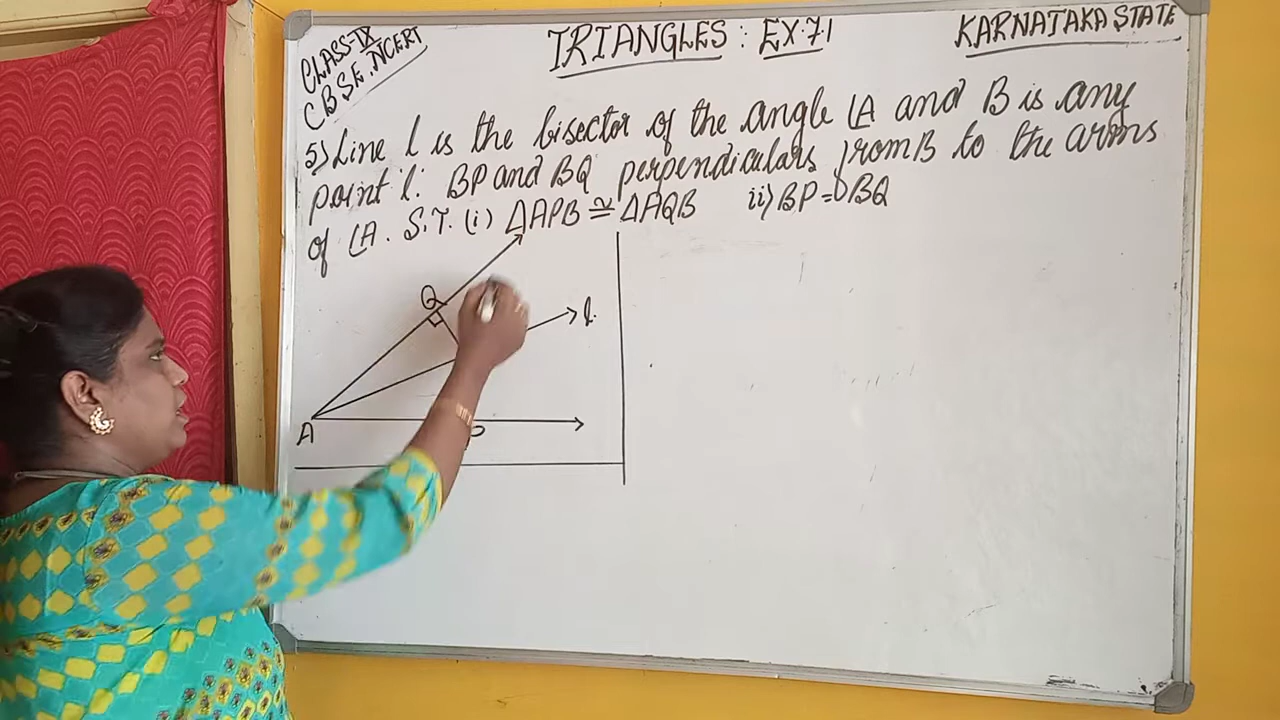 CLASS-IX
CBSE. NCERT
TRIANGLES : EX.7.1
KARNATAKA STATE
5) Line l is the bisector of the angle ∠A and B is any
point l. BP and BQ perpendiculars from B to the arms
of ∠A. S.T. (i) ΔAPB ≅ ΔAQB ii) BP = BQ
Q
l
A
P